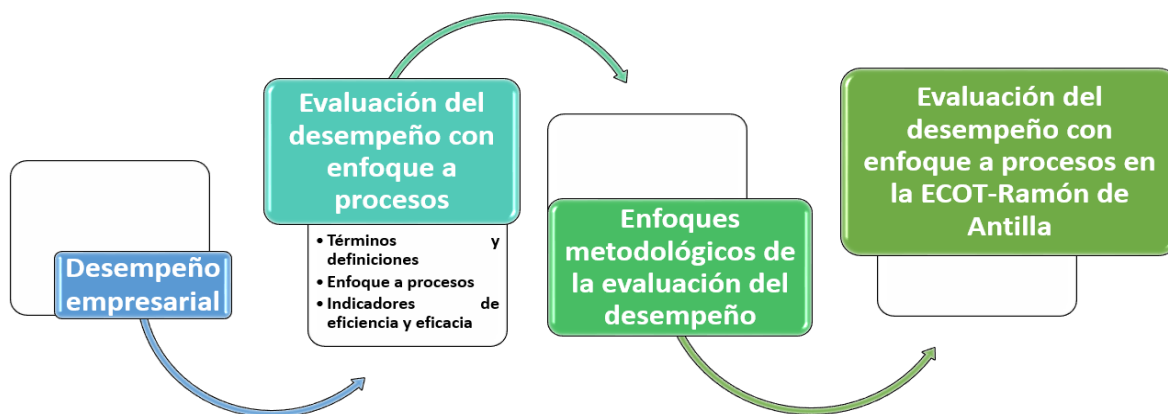 Desempeño
empresarial
Evaluación del
desempeño con
enfoque a
procesos
• Términos y
definiciones
• Enfoque a procesos
• Indicadores de
eficiencia y eficacia
Enfoques
metodológicos de
la evaluación del
desempeño
Evaluación del
desempeño con
enfoque a procesos en
la ECOT-Ramón de
Antilla